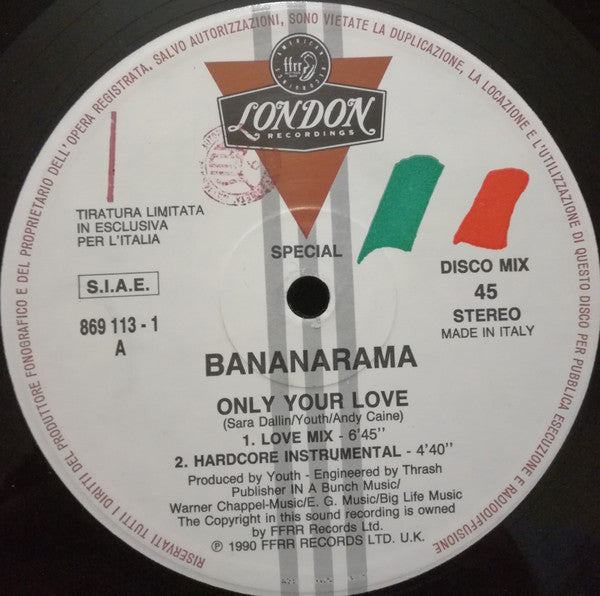 RISERVATI TUTTI I DIRITTI DEL PRODUTTORE FONOGRAFICO E DEL PROPRIETARIO DELL'OPERA REGISTRATA. SALVO AUTORIZZAZIONI, SONO VIETATE LA DUPLICAZIONE, LA LOCAZIONE E L'UTILIZZAZIONE DI QUESTO DISCO PER PUBBLICA ESECUZIONE E RADIODIFFUSIONE
ffrr
LONDON
RECORDINGS
TIRATURA LIMITATA
IN ESCLUSIVA
PER L'ITALIA
SPECIAL
DISCO MIX
S.I.A.E.
45
STEREO
869 113 - 1
MADE IN ITALY
A
BANANARAMA
ONLY YOUR LOVE
(Sara Dallin/Youth/Andy Caine)
1. LOVE MIX - 6'45''
2. HARDCORE INSTRUMENTAL - 4'40''
Produced by Youth - Engineered by Thrash
Publisher IN A Bunch Music/
Warner Chappel-Music/E. G. Music/Big Life Music
The Copyright in this sound recording is owned
by FFRR Records Ltd.
℗ 1990 FFRR RECORDS LTD. U.K.